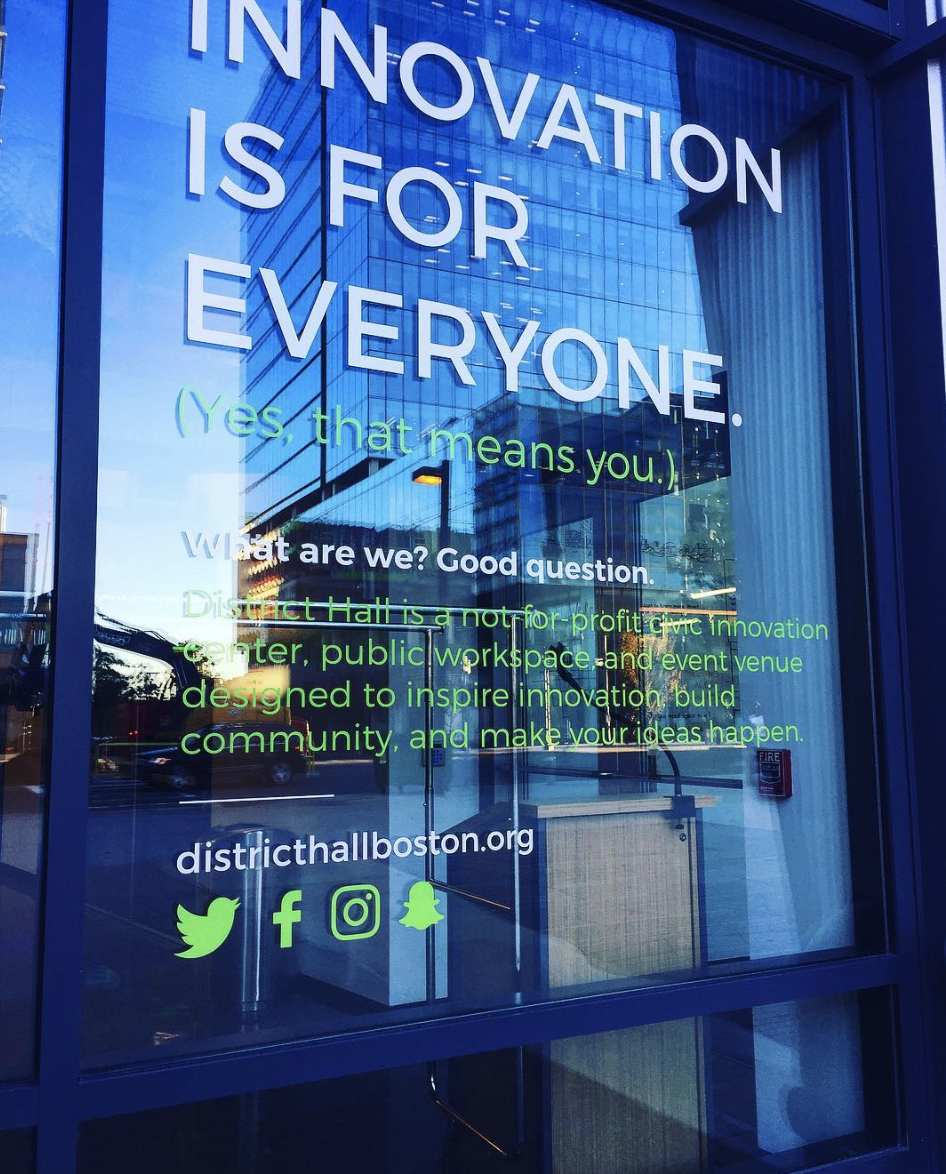 INNOVATION
IS FOR
EVERYONE.
(Yes, that means you.)
What are we? Good question.
District Hall is a not-for-profit civic innovation
center, public workspace, and event venue
designed to inspire innovation, build
community, and make your ideas happen.
FIRE
districthallboston.org